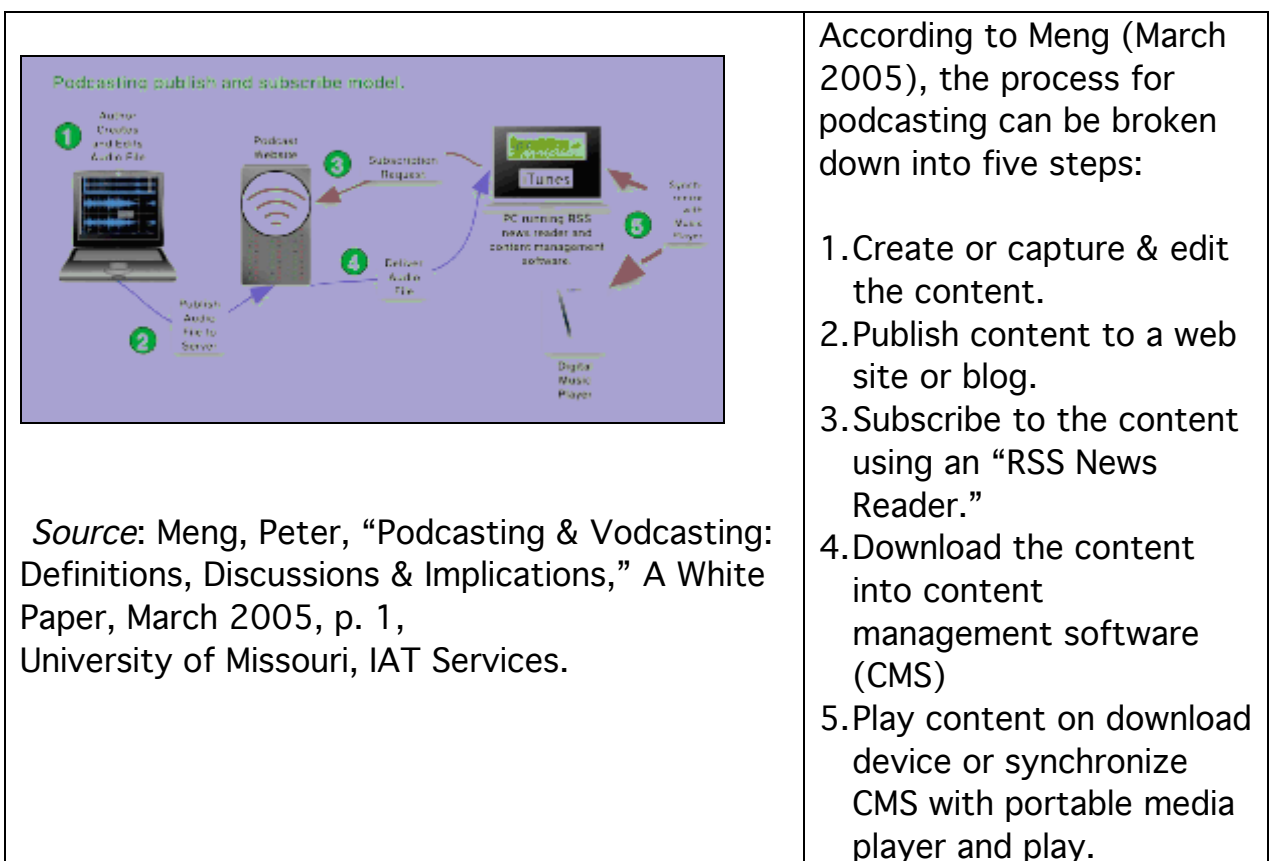 Podcasting publish and subscribe model.
1
Author
Creates
and Edits
Audio File
Podcast
Website
3
Subscription
Request
iTunes
PC running RSS
news reader and
content management
software.
5
with
Music
Player
4
Deliver
Audio
File
2
Publish
Audio
File to
Server
Digital
Music
Player
Source: Meng, Peter, “Podcasting & Vodcasting:
Definitions, Discussions & Implications,” A White
Paper, March 2005, p. 1,
University of Missouri, IAT Services.
According to Meng (March
2005), the process for
podcasting can be broken
down into five steps:
1.Create or capture & edit
the content.
2.Publish content to a web
site or blog.
3.Subscribe to the content
using an “RSS News
Reader.”
4.Download the content
into content
management software
(CMS)
5.Play content on download
device or synchronize
CMS with portable media
player and play.